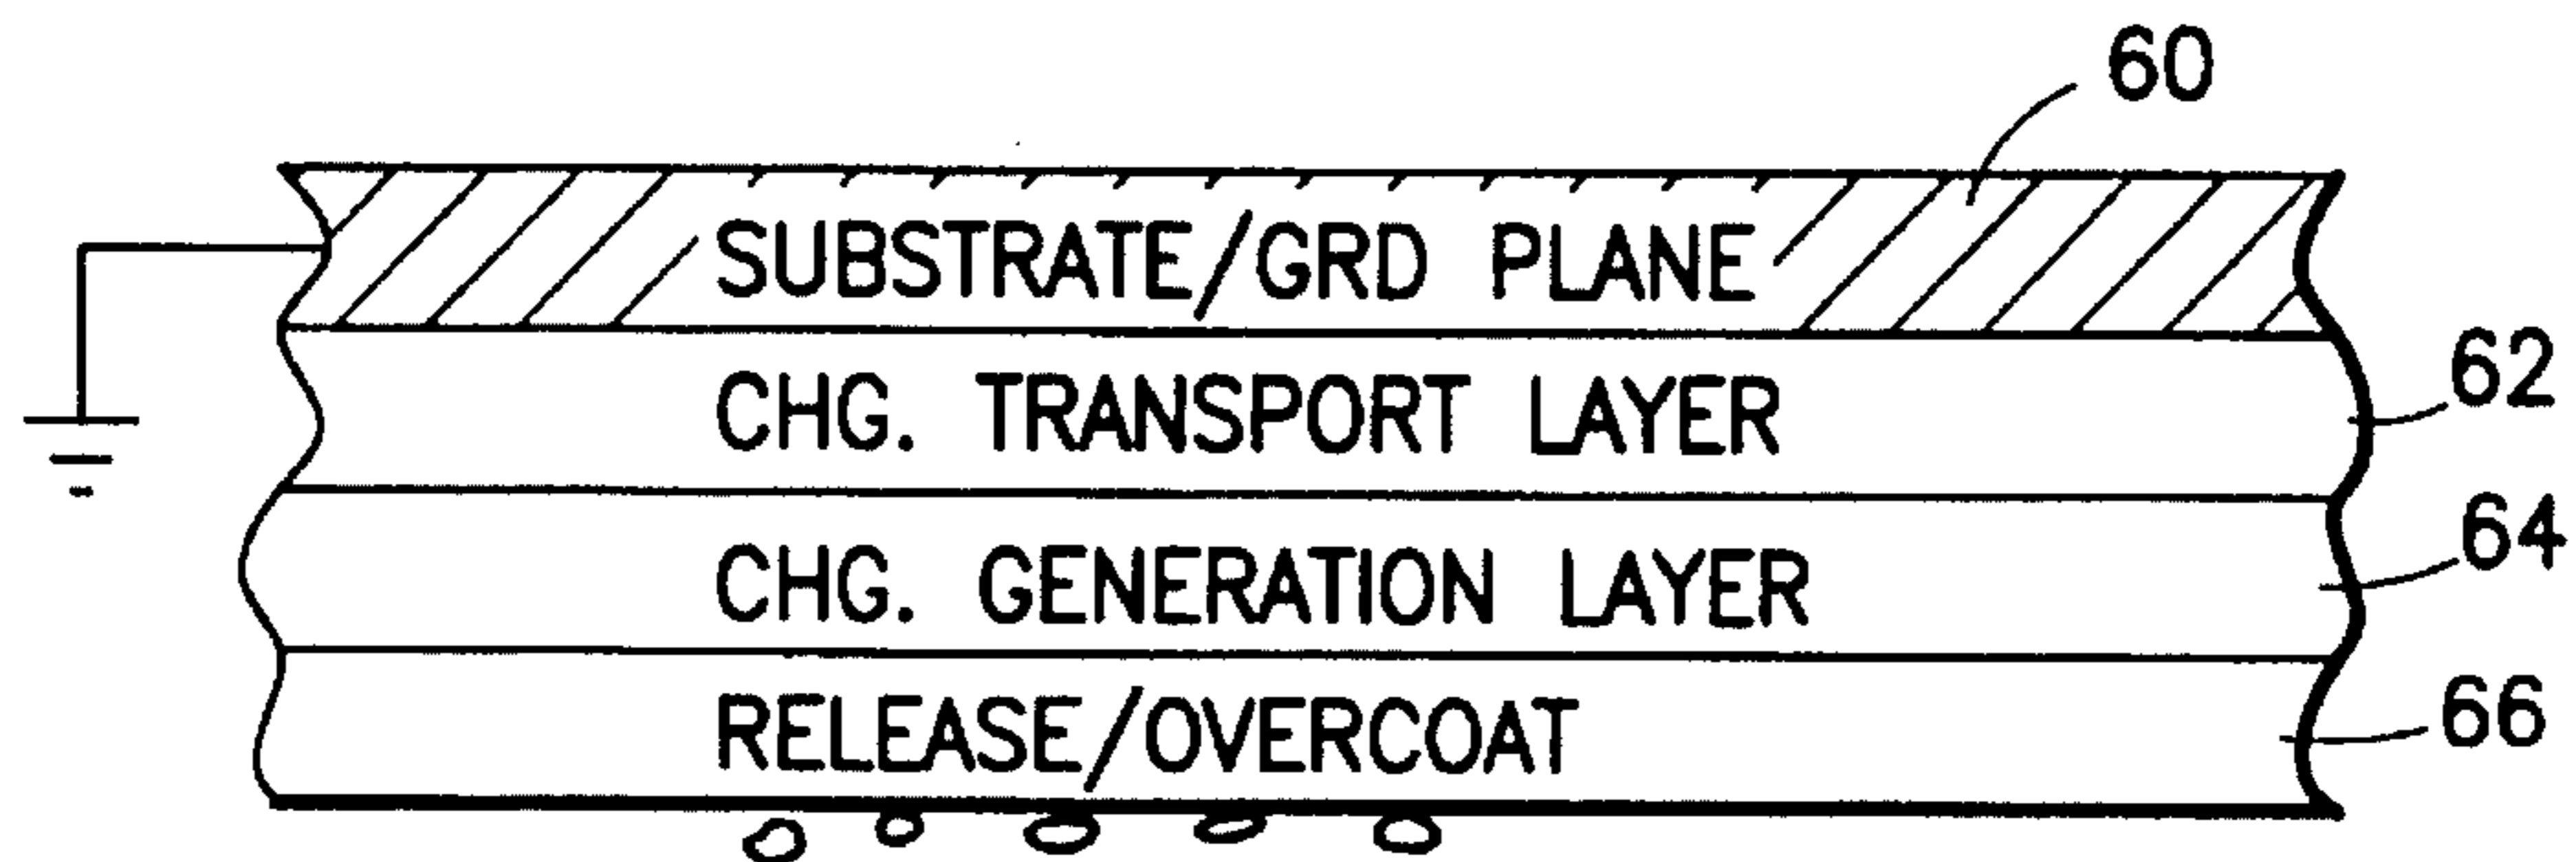 60
SUBSTRATE/GRD PLANE
62
CHG. TRANSPORT LAYER
64
CHG. GENERATION LAYER
66
RELEASE/OVERCOAT